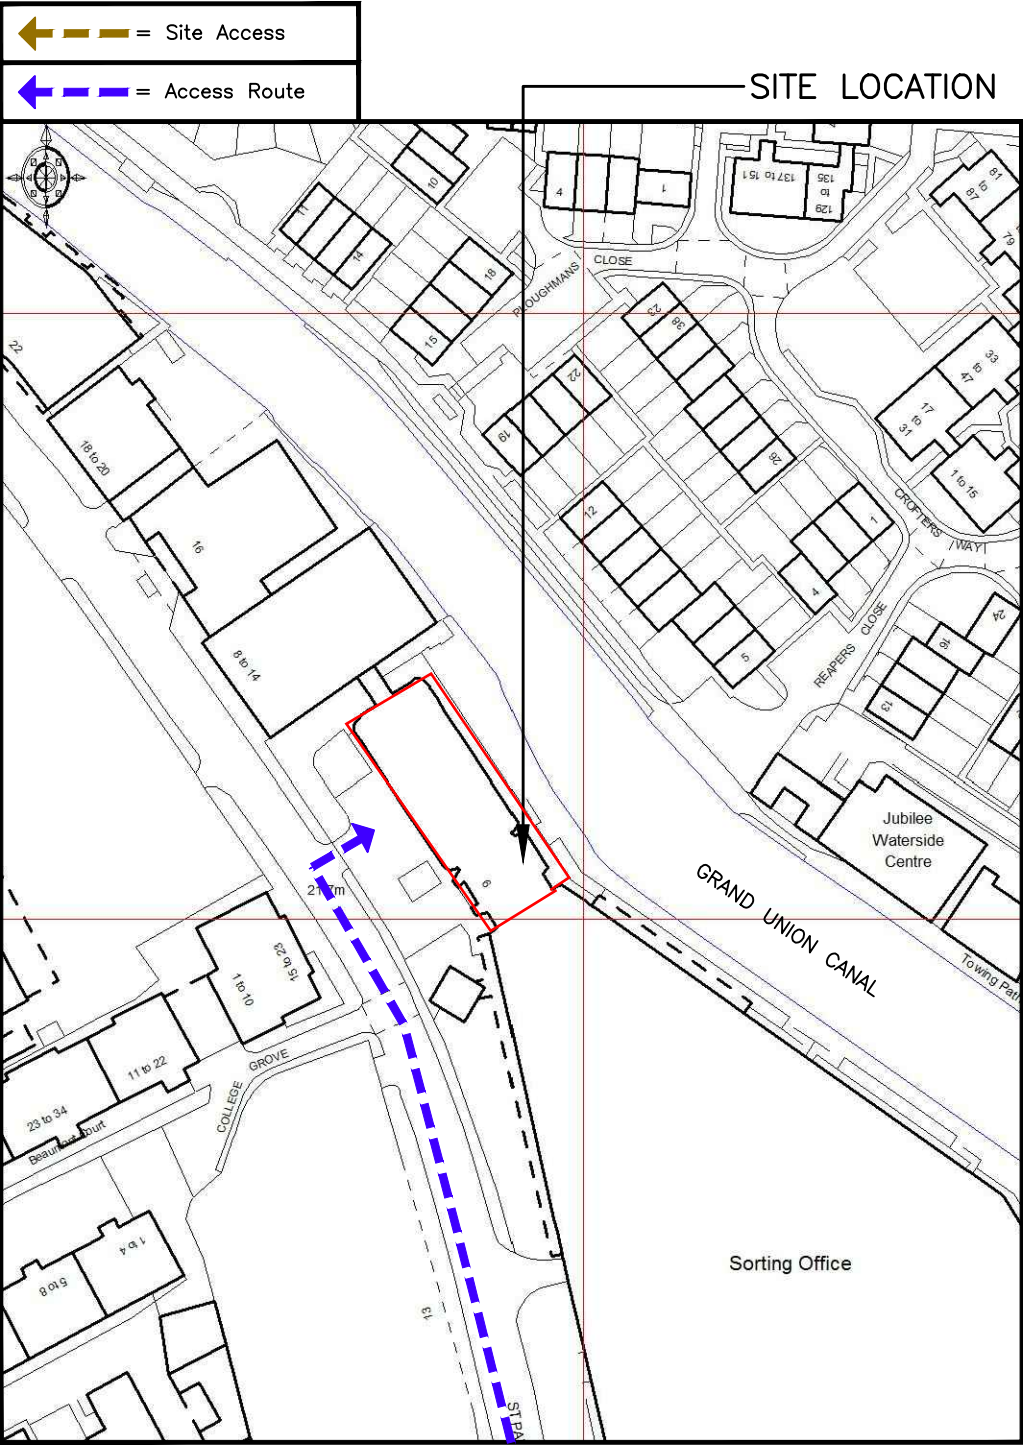 = Site Access
= Access Route
SITE LOCATION
10
11
14
15
18
4
1
137 to 151
135
to
129
81
to
87
79
PLOUGHMANS
CLOSE
23
38
22
19
26
33
to
47
17
to
31
1 to 15
CROFTERS
WAY
22
18 to 20
16
8 to 14
12
5
1
4
REAPERS
CLOSE
24
16
13
Jubilee
Waterside
Centre
GRAND UNION CANAL
Towing Path
6
15 to 23
1 to 10
11 to 22
23 to 34
Beaumont Court
COLLEGE
GROVE
1 to 4
5 to 8
13
Sorting Office